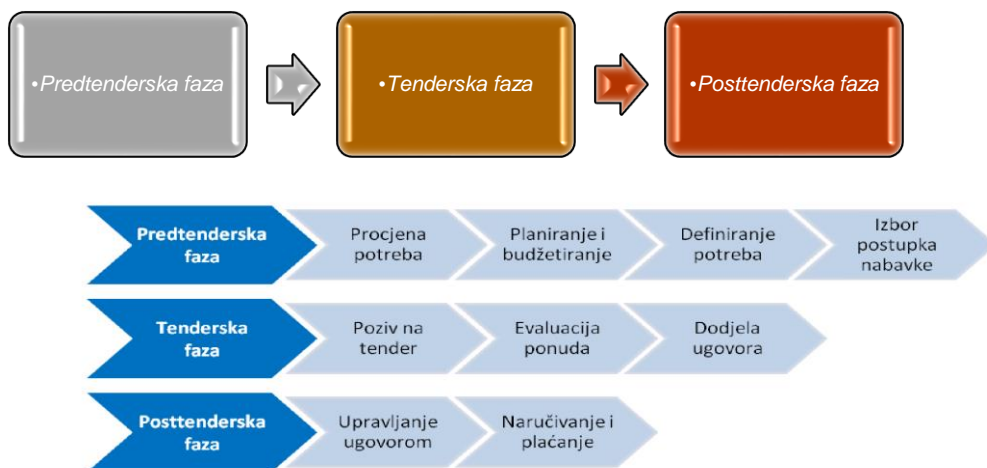 •Predtenderska faza
•Tenderska faza
•Posttenderska faza
Predtenderska
faza
Procjena
potreba
Planiranje i
budžetiranje
Definiranje
potreba
Izbor
postupka
nabavke
Tenderska
faza
Poziv na
tender
Evaluacija
ponuda
Dodjela
ugovora
Posttenderska
faza
Upravljanje
ugovorom
Naručivanje i
plaćanje